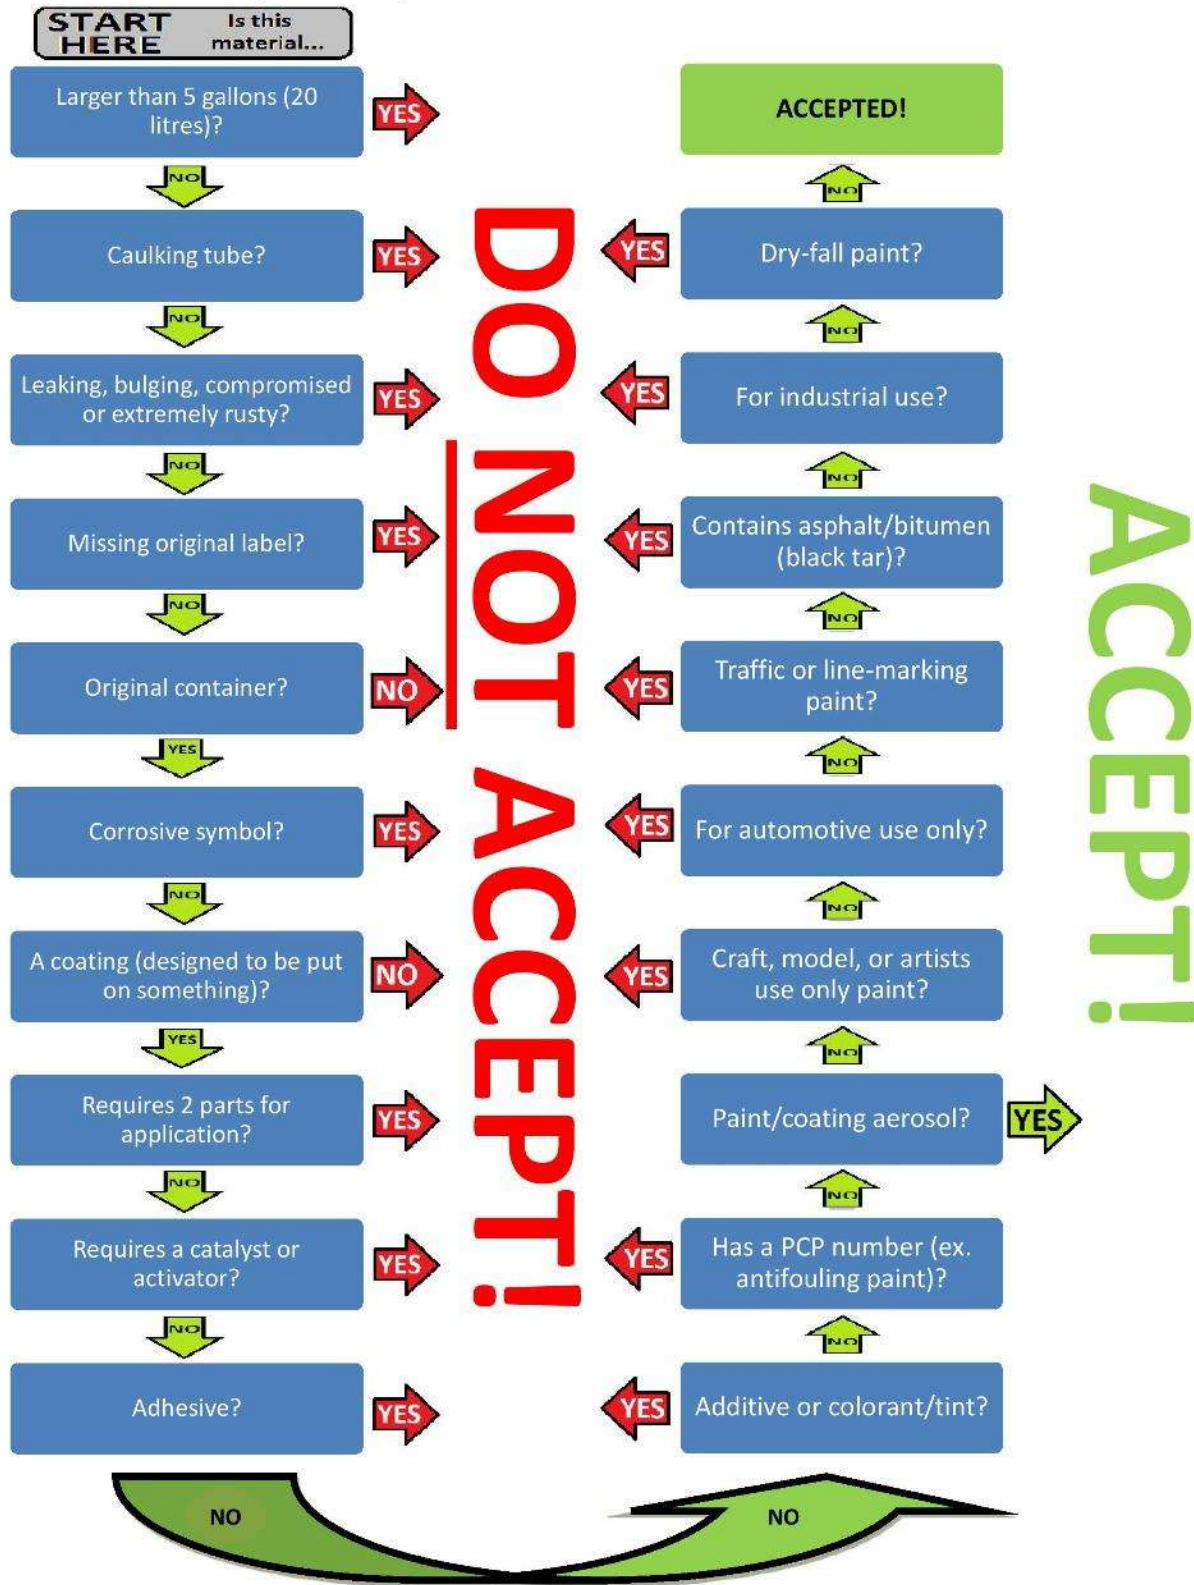 START HERE
Is this material...
Larger than 5 gallons (20
litres)?
YES
NO
Caulking tube?
YES
NO
Leaking, bulging, compromised
or extremely rusty?
YES
NO
Missing original label?
YES
NO
Original container?
NO
YES
Corrosive symbol?
YES
NO
A coating (designed to be put
on something)?
NO
YES
Requires 2 parts for
application?
YES
NO
Requires a catalyst or
activator?
YES
NO
Adhesive?
YES
NO
NO
DO NOT ACCEPT!
Additive or colorant/tint?
YES
NO
Has a PCP number (ex.
antifouling paint)?
YES
NO
Paint/coating aerosol?
YES
NO
Craft, model, or artists
use only paint?
YES
NO
For automotive use only?
YES
NO
Traffic or line-marking
paint?
YES
NO
Contains asphalt/bitumen
(black tar)?
YES
NO
For industrial use?
YES
NO
Dry-fall paint?
YES
NO
ACCEPTED!
ACCEPT!